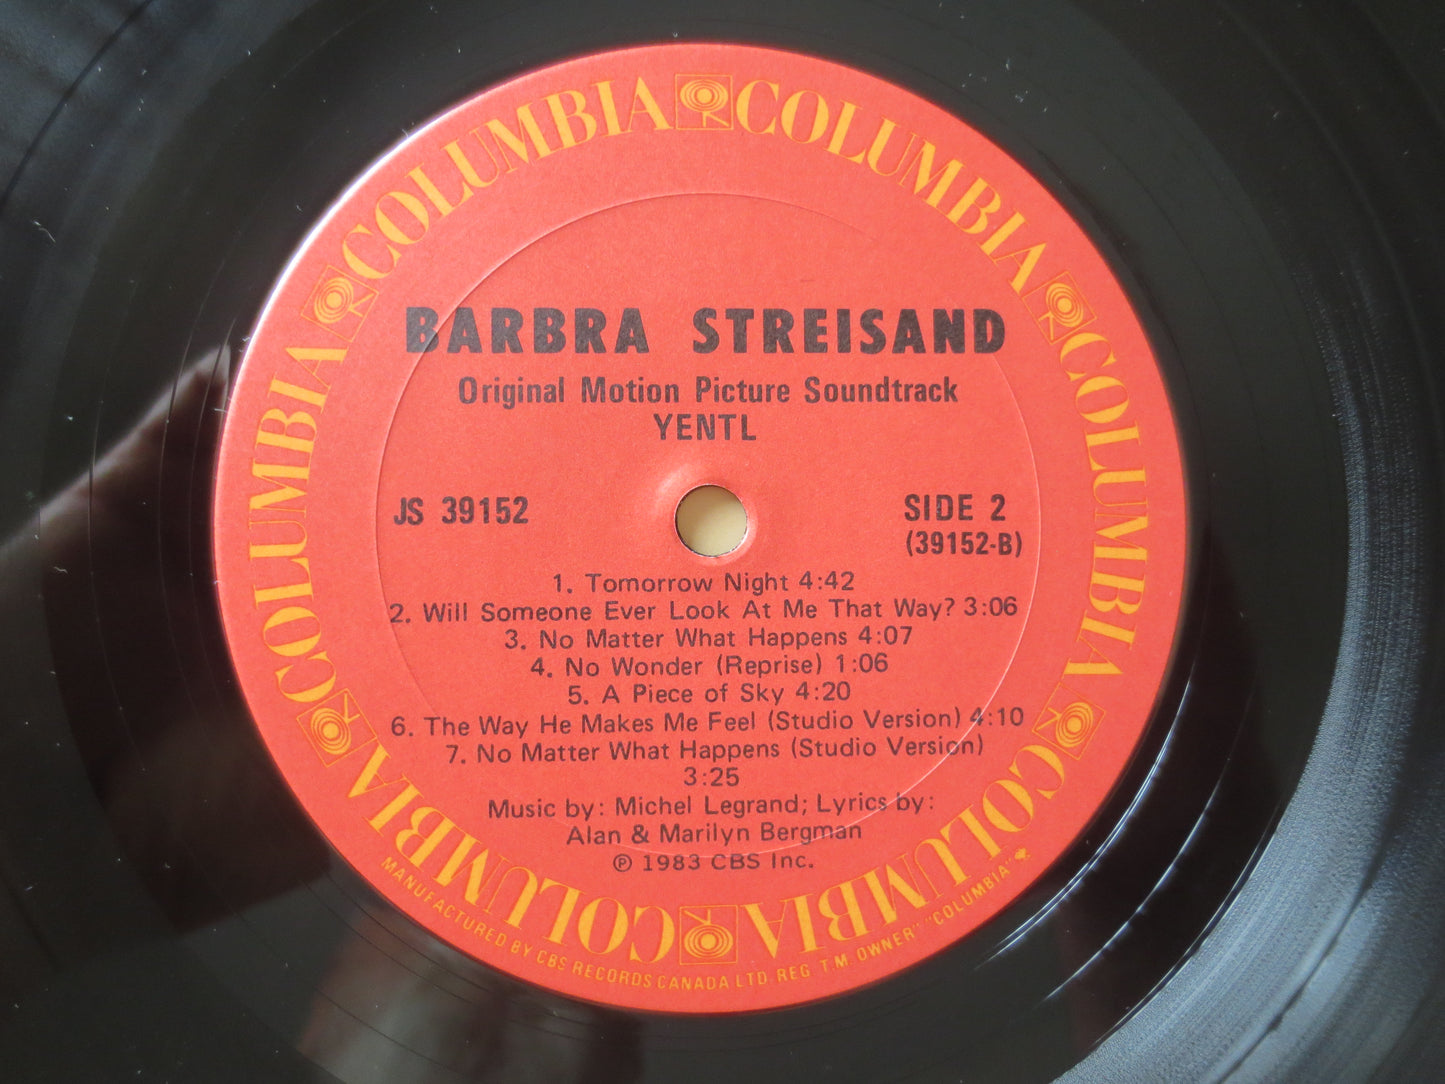 COLUMBIA COLUMBIA COLUMBIA COLUMBIA COLUMBIA COLUMBIA
BARBRA STREISAND
Original Motion Picture Soundtrack
YENTL
JS 39152
SIDE 2
(39152-B)
1. Tomorrow Night 4:42
2. Will Someone Ever Look At Me That Way? 3:06
3. No Matter What Happens 4:07
4. No Wonder (Reprise) 1:06
5. A Piece of Sky 4:20
6. The Way He Makes Me Feel (Studio Version) 4:10
7. No Matter What Happens (Studio Version)
3:25
Music by: Michel Legrand; Lyrics by:
Alan & Marilyn Bergman
℗ 1983 CBS Inc.
MANUFACTURED BY CBS RECORDS CANADA LTD REG T.M. OWNER "COLUMBIA"